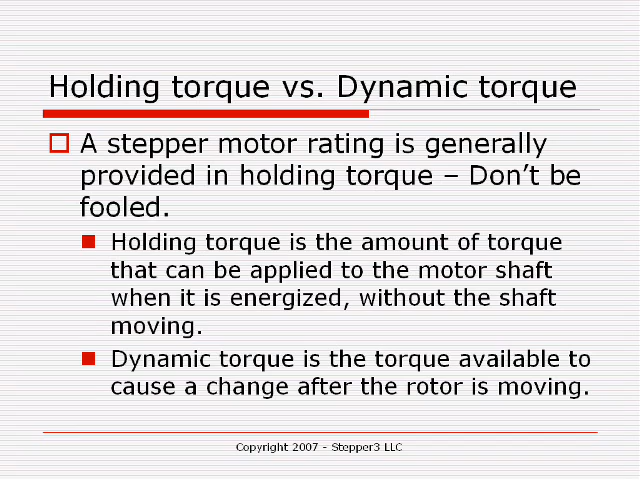 Holding torque vs. Dynamic torque
A stepper motor rating is generally
provided in holding torque – Don’t be
fooled.
Holding torque is the amount of torque
that can be applied to the motor shaft
when it is energized, without the shaft
moving.
Dynamic torque is the torque available to
cause a change after the rotor is moving.
Copyright 2007 - Stepper3 LLC